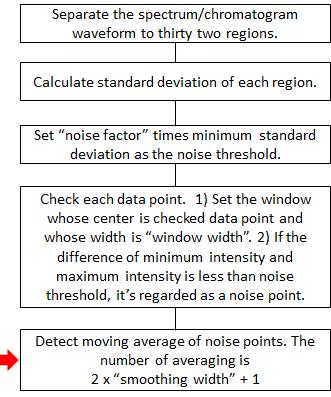 Separate the spectrum/chromatogram
waveform to thirty two regions.
Calculate standard deviation of each region.
Set “noise factor” times minimum standard
deviation as the noise threshold.
Check each data point. 1) Set the window
whose center is checked data point and
whose width is “window width”. 2) If the
difference of minimum intensity and
maximum intensity is less than noise
threshold, it’s regarded as a noise point.
Detect moving average of noise points. The
number of averaging is
2 x “smoothing width” + 1